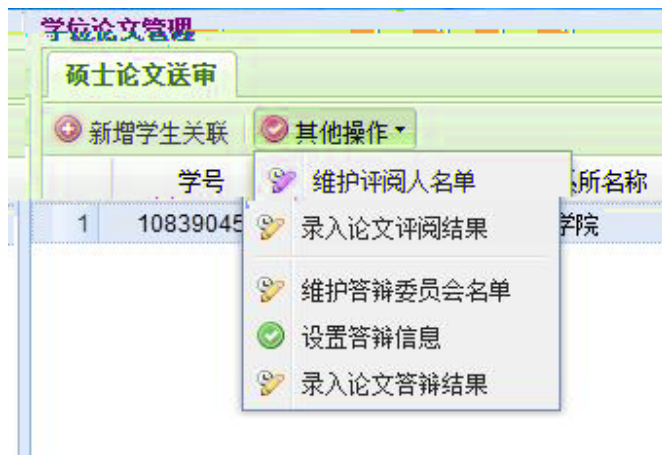 学位论文管理
硕士论文送审
新增学生关联 其他操作
学号 所名称
维护评阅人名单
1 10839045 学院
录入论文评阅结果
维护答辩委员会名单
设置答辩信息
录入论文答辩结果